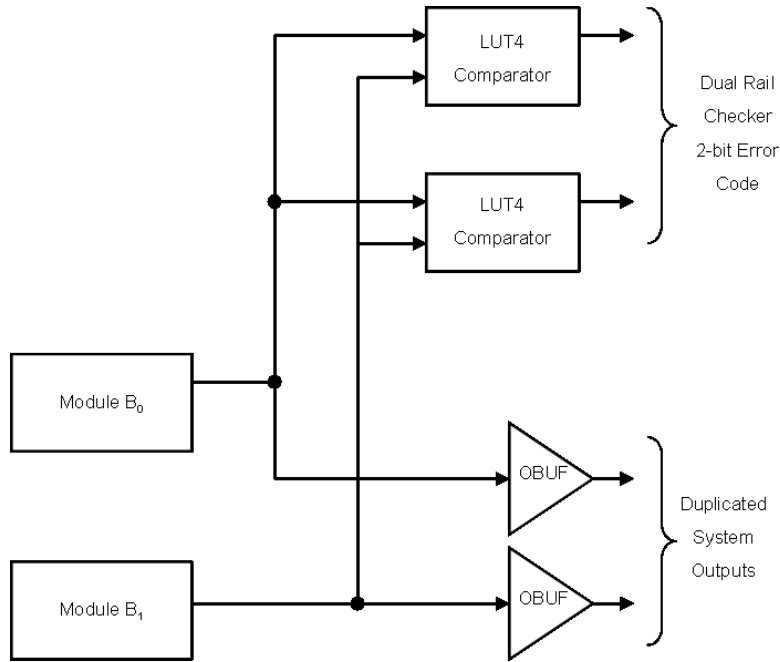 LUT4
Comparator
Dual Rail
Checker
2-bit Error
Code
LUT4
Comparator
Module B₀
OBUF
Duplicated
System
Outputs
Module B₁
OBUF